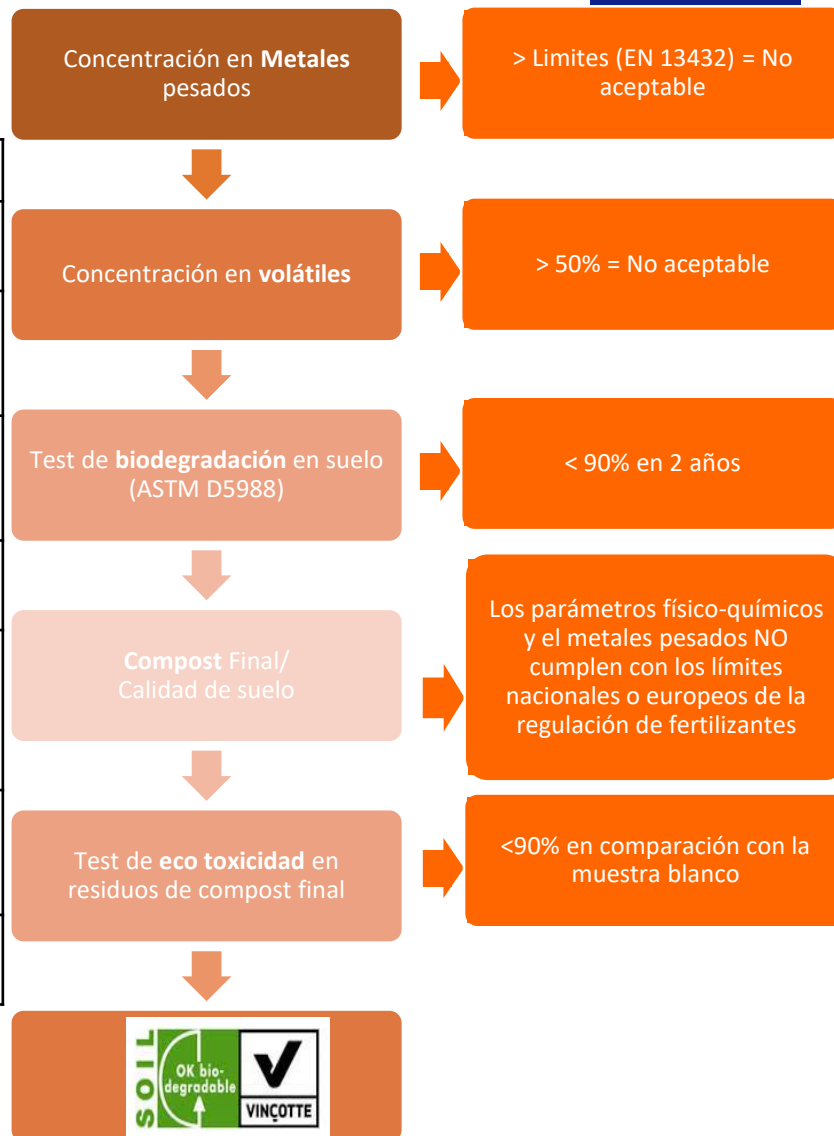 Concentración en Metales
pesados
> Limites (EN 13432) = No
aceptable
Concentración en volátiles
> 50% = No aceptable
Test de biodegradación en suelo
(ASTM D5988)
< 90% en 2 años
Compost Final/
Calidad de suelo
Los parámetros físico-químicos
y el metales pesados NO
cumplen con los límites
nacionales o europeos de la
regulación de fertilizantes
Test de eco toxicidad en
residuos de compost final
<90% en comparación con la
muestra blanco
SOIL
OK bio-
degradable
VINÇOTTE